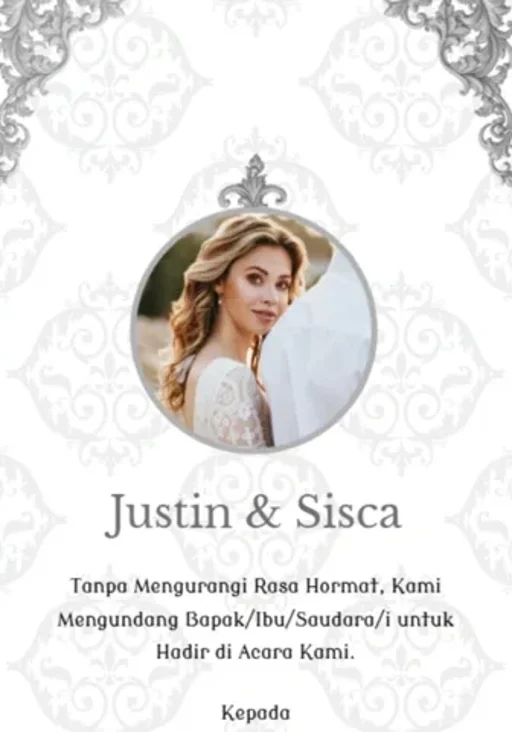 Justin & Sisca
Tanpa Mengurangi Rasa Hormat, Kami
Mengundang Bapak/Ibu/Saudara/i untuk
Hadir di Acara Kami.
Kepada